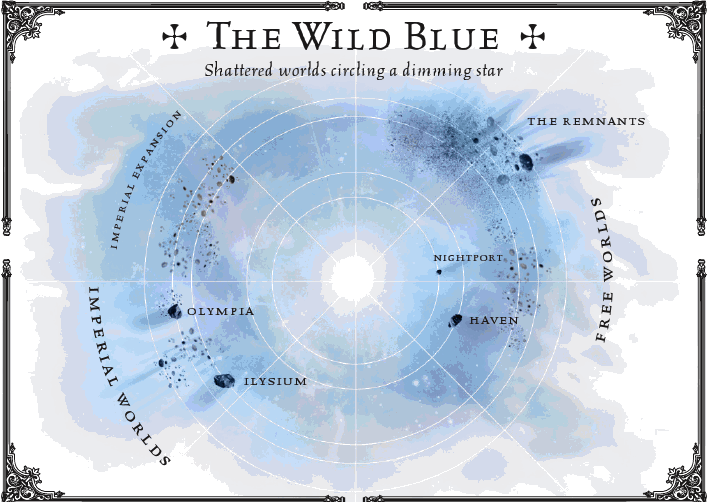 The Wild Blue
Shattered worlds circling a dimming star
THE REMNANTS
IMPERIAL EXPANSION
FREE WORLDS
NIGHTPORT
IMPERIAL WORLDS
OLYMPIA
HAVEN
ILYSIUM